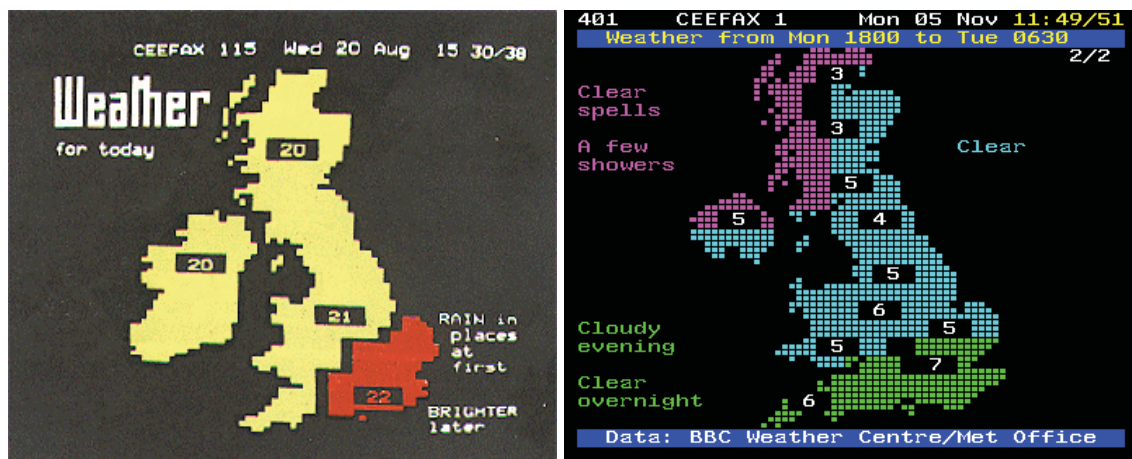 CEEFAX 115 Wed 20 Aug 15 30/38
Weather
for today
20
20
21
RAIN in
places
at
first
22
BRIGHTER
later
401 CEEFAX 1 Mon 05 Nov 11:49/51
Weather from Mon 1800 to Tue 0630
2/2
3
Clear
spells
3
A few
showers
Clear
5
5
4
5
6
Cloudy
evening
5
5
7
Clear
overnight
6
Data: BBC Weather Centre/Met Office